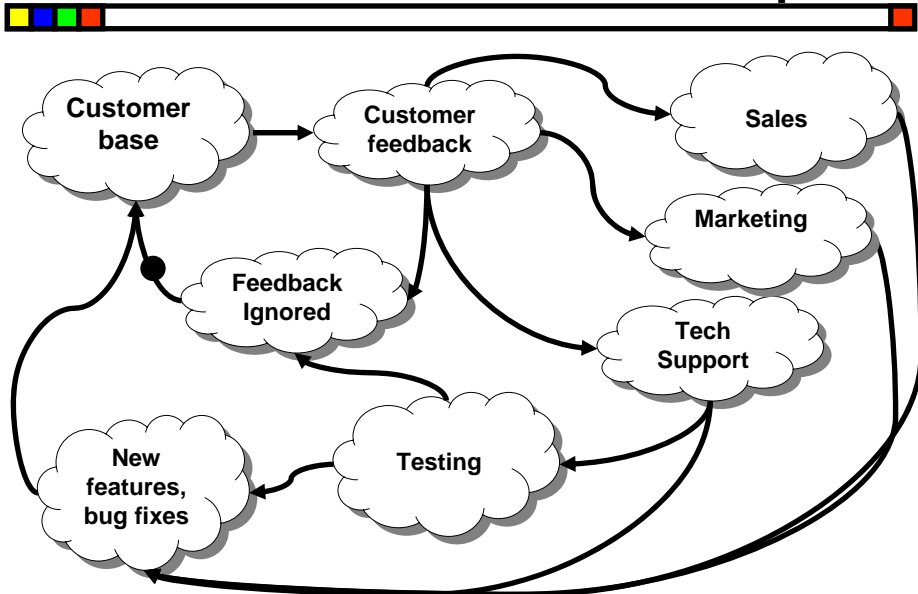 Customer
base
Customer
feedback
Sales
Marketing
Feedback
Ignored
Tech
Support
New
features,
bug fixes
Testing